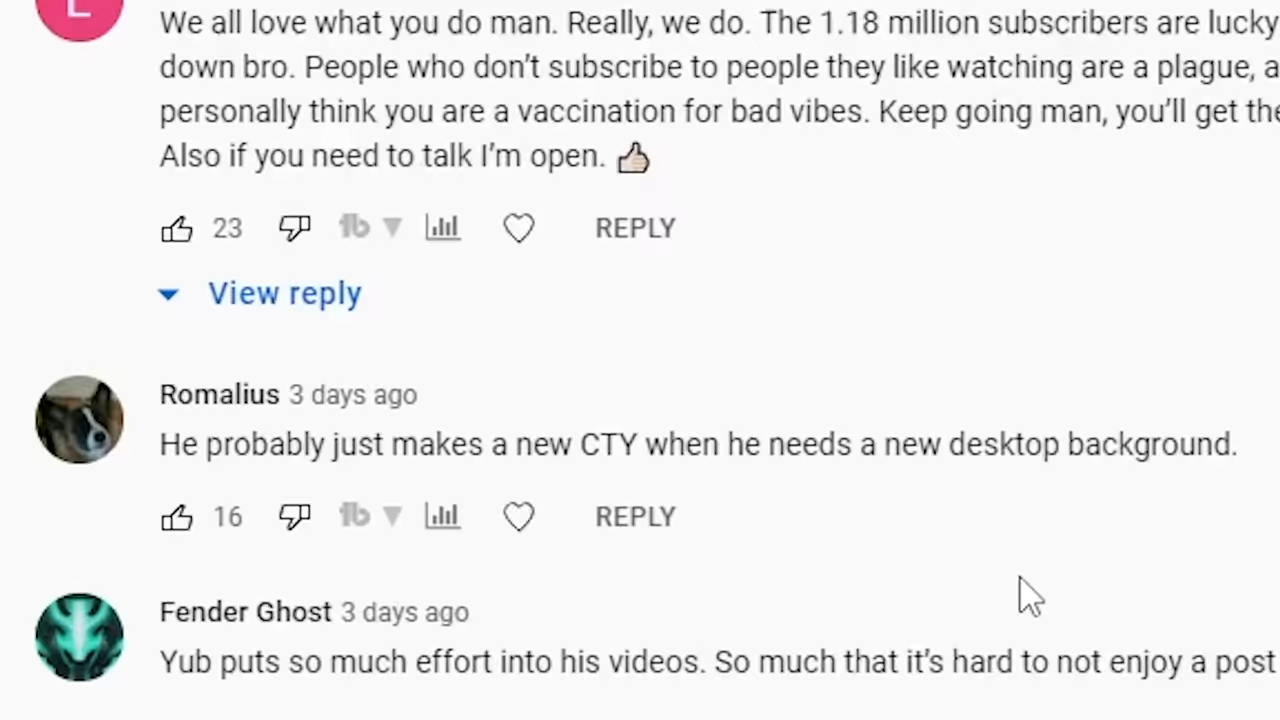 L
We all love what you do man. Really, we do. The 1.18 million subscribers are lucky
down bro. People who don’t subscribe to people they like watching are a plague, a
personally think you are a vaccination for bad vibes. Keep going man, you’ll get the
Also if you need to talk I’m open. 👍🏻
23 REPLY
View reply
Romalius 3 days ago
He probably just makes a new CTY when he needs a new desktop background.
16 REPLY
Fender Ghost 3 days ago
Yub puts so much effort into his videos. So much that it’s hard to not enjoy a post